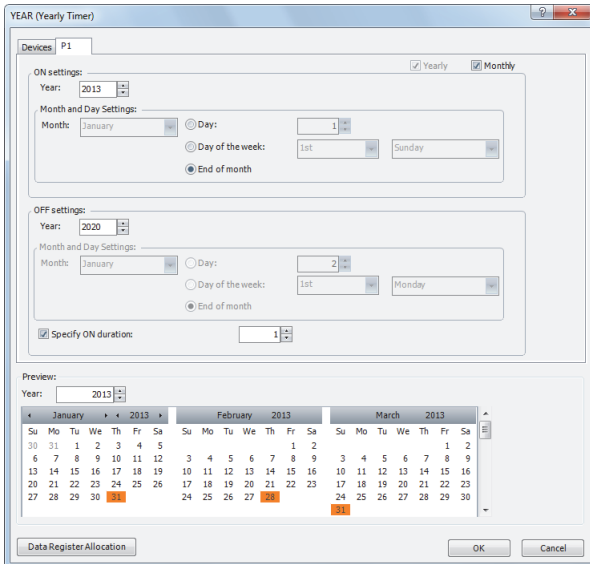 YEAR (Yearly Timer)
?
Devices P1
Yearly Monthly
ON settings:
Year: 2013
Month and Day Settings:
Month: January Day: 1
Day of the week: 1st Sunday
End of month
OFF settings:
Year: 2020
Month and Day Settings:
Month: January Day: 2
Day of the week: 1st Monday
End of month
Specify ON duration: 1
Preview:
Year: 2013
January 2013 February 2013 March 2013
Su Mo Tu We Th Fr Sa Su Mo Tu We Th Fr Sa Su Mo Tu We Th Fr Sa
30 31 1 2 3 4 5 1 2 1 2
6 7 8 9 10 11 12 3 4 5 6 7 8 9 3 4 5 6 7 8 9
13 14 15 16 17 18 19 10 11 12 13 14 15 16 10 11 12 13 14 15 16
20 21 22 23 24 25 26 17 18 19 20 21 22 23 17 18 19 20 21 22 23
27 28 29 30 31 24 25 26 27 28 24 25 26 27 28 29 30
31
Data Register Allocation OK Cancel